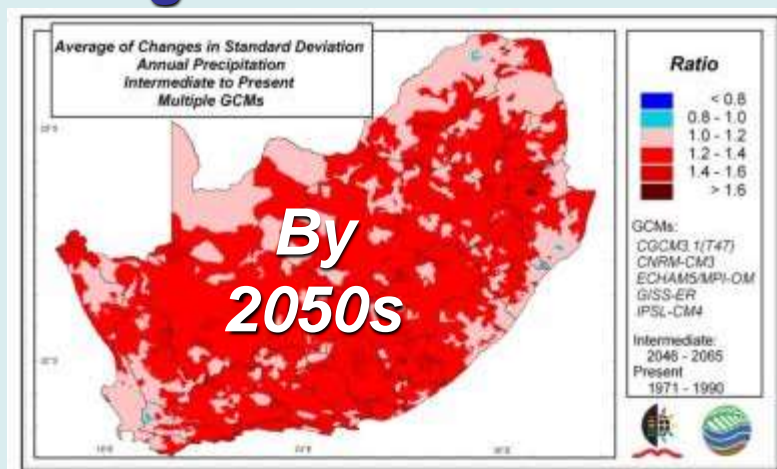 Average of Changes in Standard Deviation
Annual Precipitation
Intermediate to Present
Multiple GCMs
By
2050s
Ratio
< 0.8
0.8 - 1.0
1.0 - 1.2
1.2 - 1.4
1.4 - 1.6
> 1.6
GCMs:
CGCM3.1(T47)
CNRM-CM3
ECHAM5/MPI-OM
GISS-ER
IPSL-CM4
Intermediate:
2046 - 2065
Present
1971 - 1990